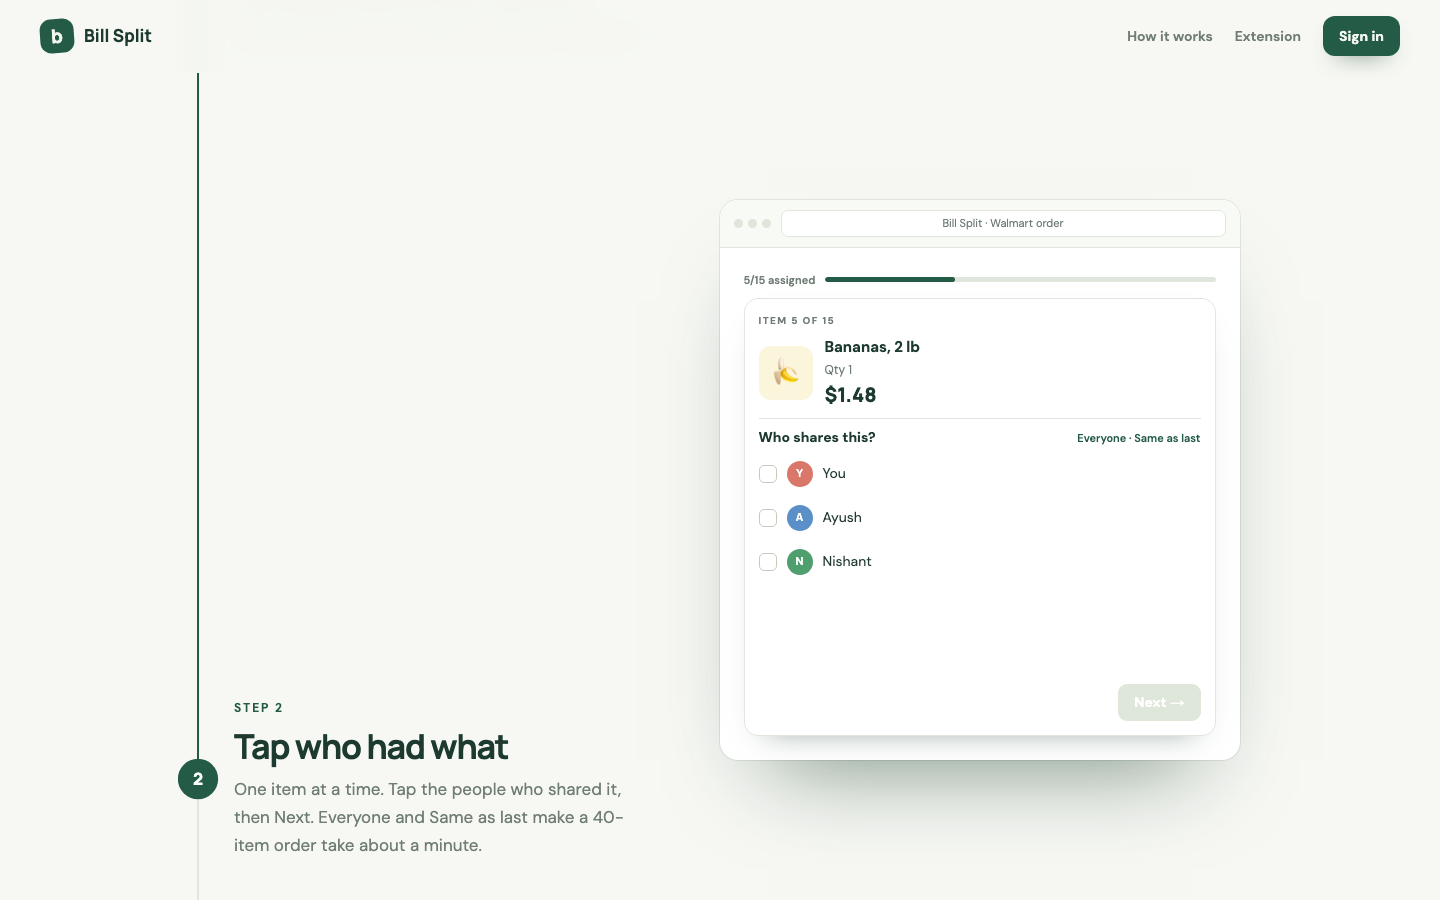 b Bill Split
How it works
Extension
Sign in
Bill Split · Walmart order
5/15 assigned
ITEM 5 OF 15
Bananas, 2 lb
Qty 1
$1.48
Who shares this?
Everyone · Same as last
Y You
A Ayush
N Nishant
Next →
STEP 2
Tap who had what
2
One item at a time. Tap the people who shared it,
then Next. Everyone and Same as last make a 40-
item order take about a minute.